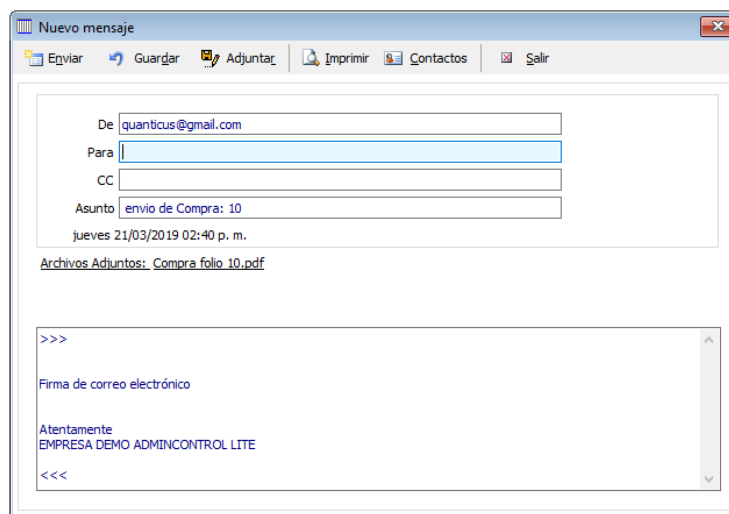 Nuevo mensaje
Enviar Guardar Adjuntar Imprimir Contactos Salir
De quanticus@gmail.com
Para
CC
Asunto envio de Compra: 10
jueves 21/03/2019 02:40 p. m.
Archivos Adjuntos: Compra folio 10.pdf
>>>
Firma de correo electrónico
Atentamente
EMPRESA DEMO ADMINCONTROL LITE
<<<